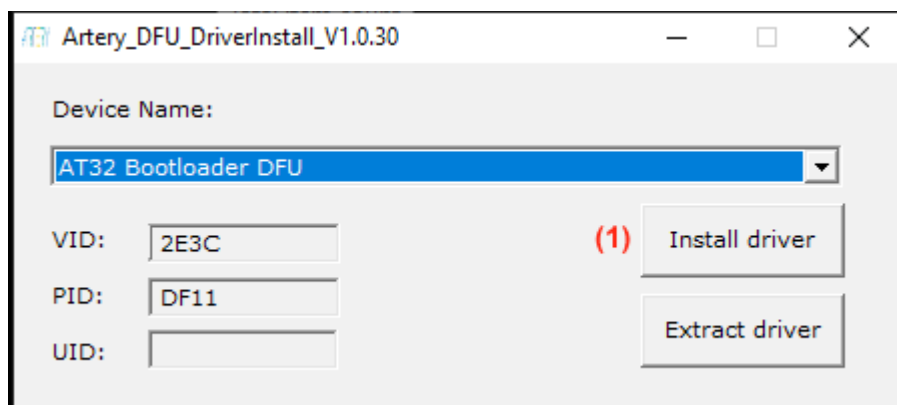 Artery_DFU_DriverInstall_V1.0.30
Device Name:
AT32 Bootloader DFU
VID: 2E3C
(1) Install driver
PID: DF11
Extract driver
UID: